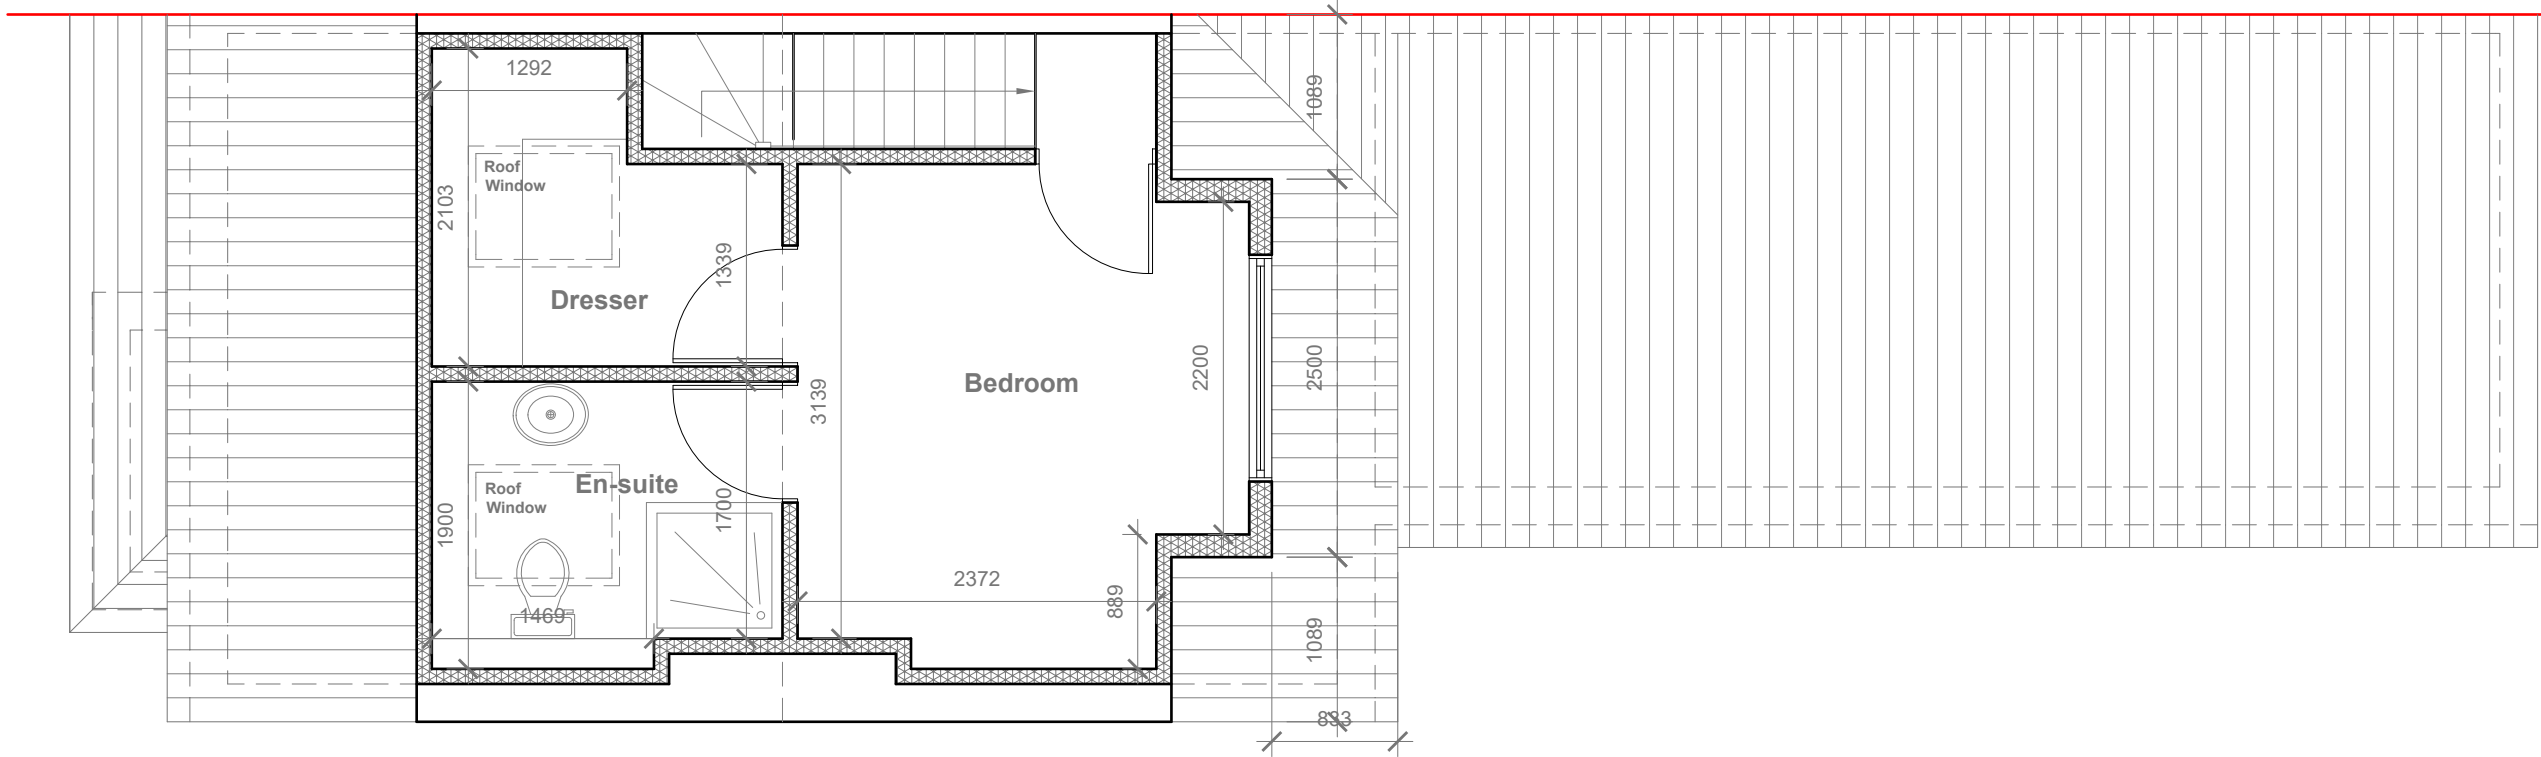 1292
1089
Roof
Window
2103
1339
Dresser
2200
2500
Bedroom
3139
En-suite
Roof
Window
1700
1900
2372
889
1469
1089
833